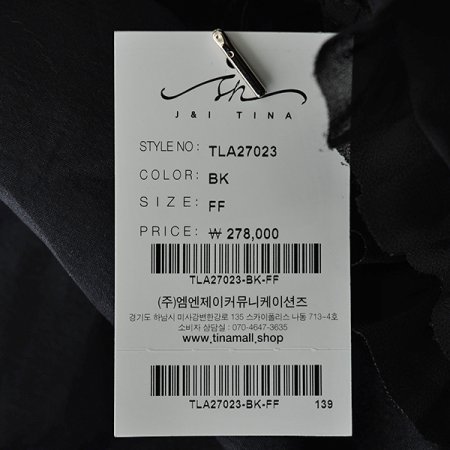 sh
J & I TINA
STYLE NO : TLA27023
COLOR: BK
SIZE: FF
PRICE: ₩ 278,000
TLA27023-BK-FF
(주)엠엔제이커뮤니케이션즈
경기도 하남시 미사강변한강로 135 스카이폴리스 나동 713-4호
소비자 상담실 : 070-4647-3635
www.tinamall.shop
TLA27023-BK-FF 139